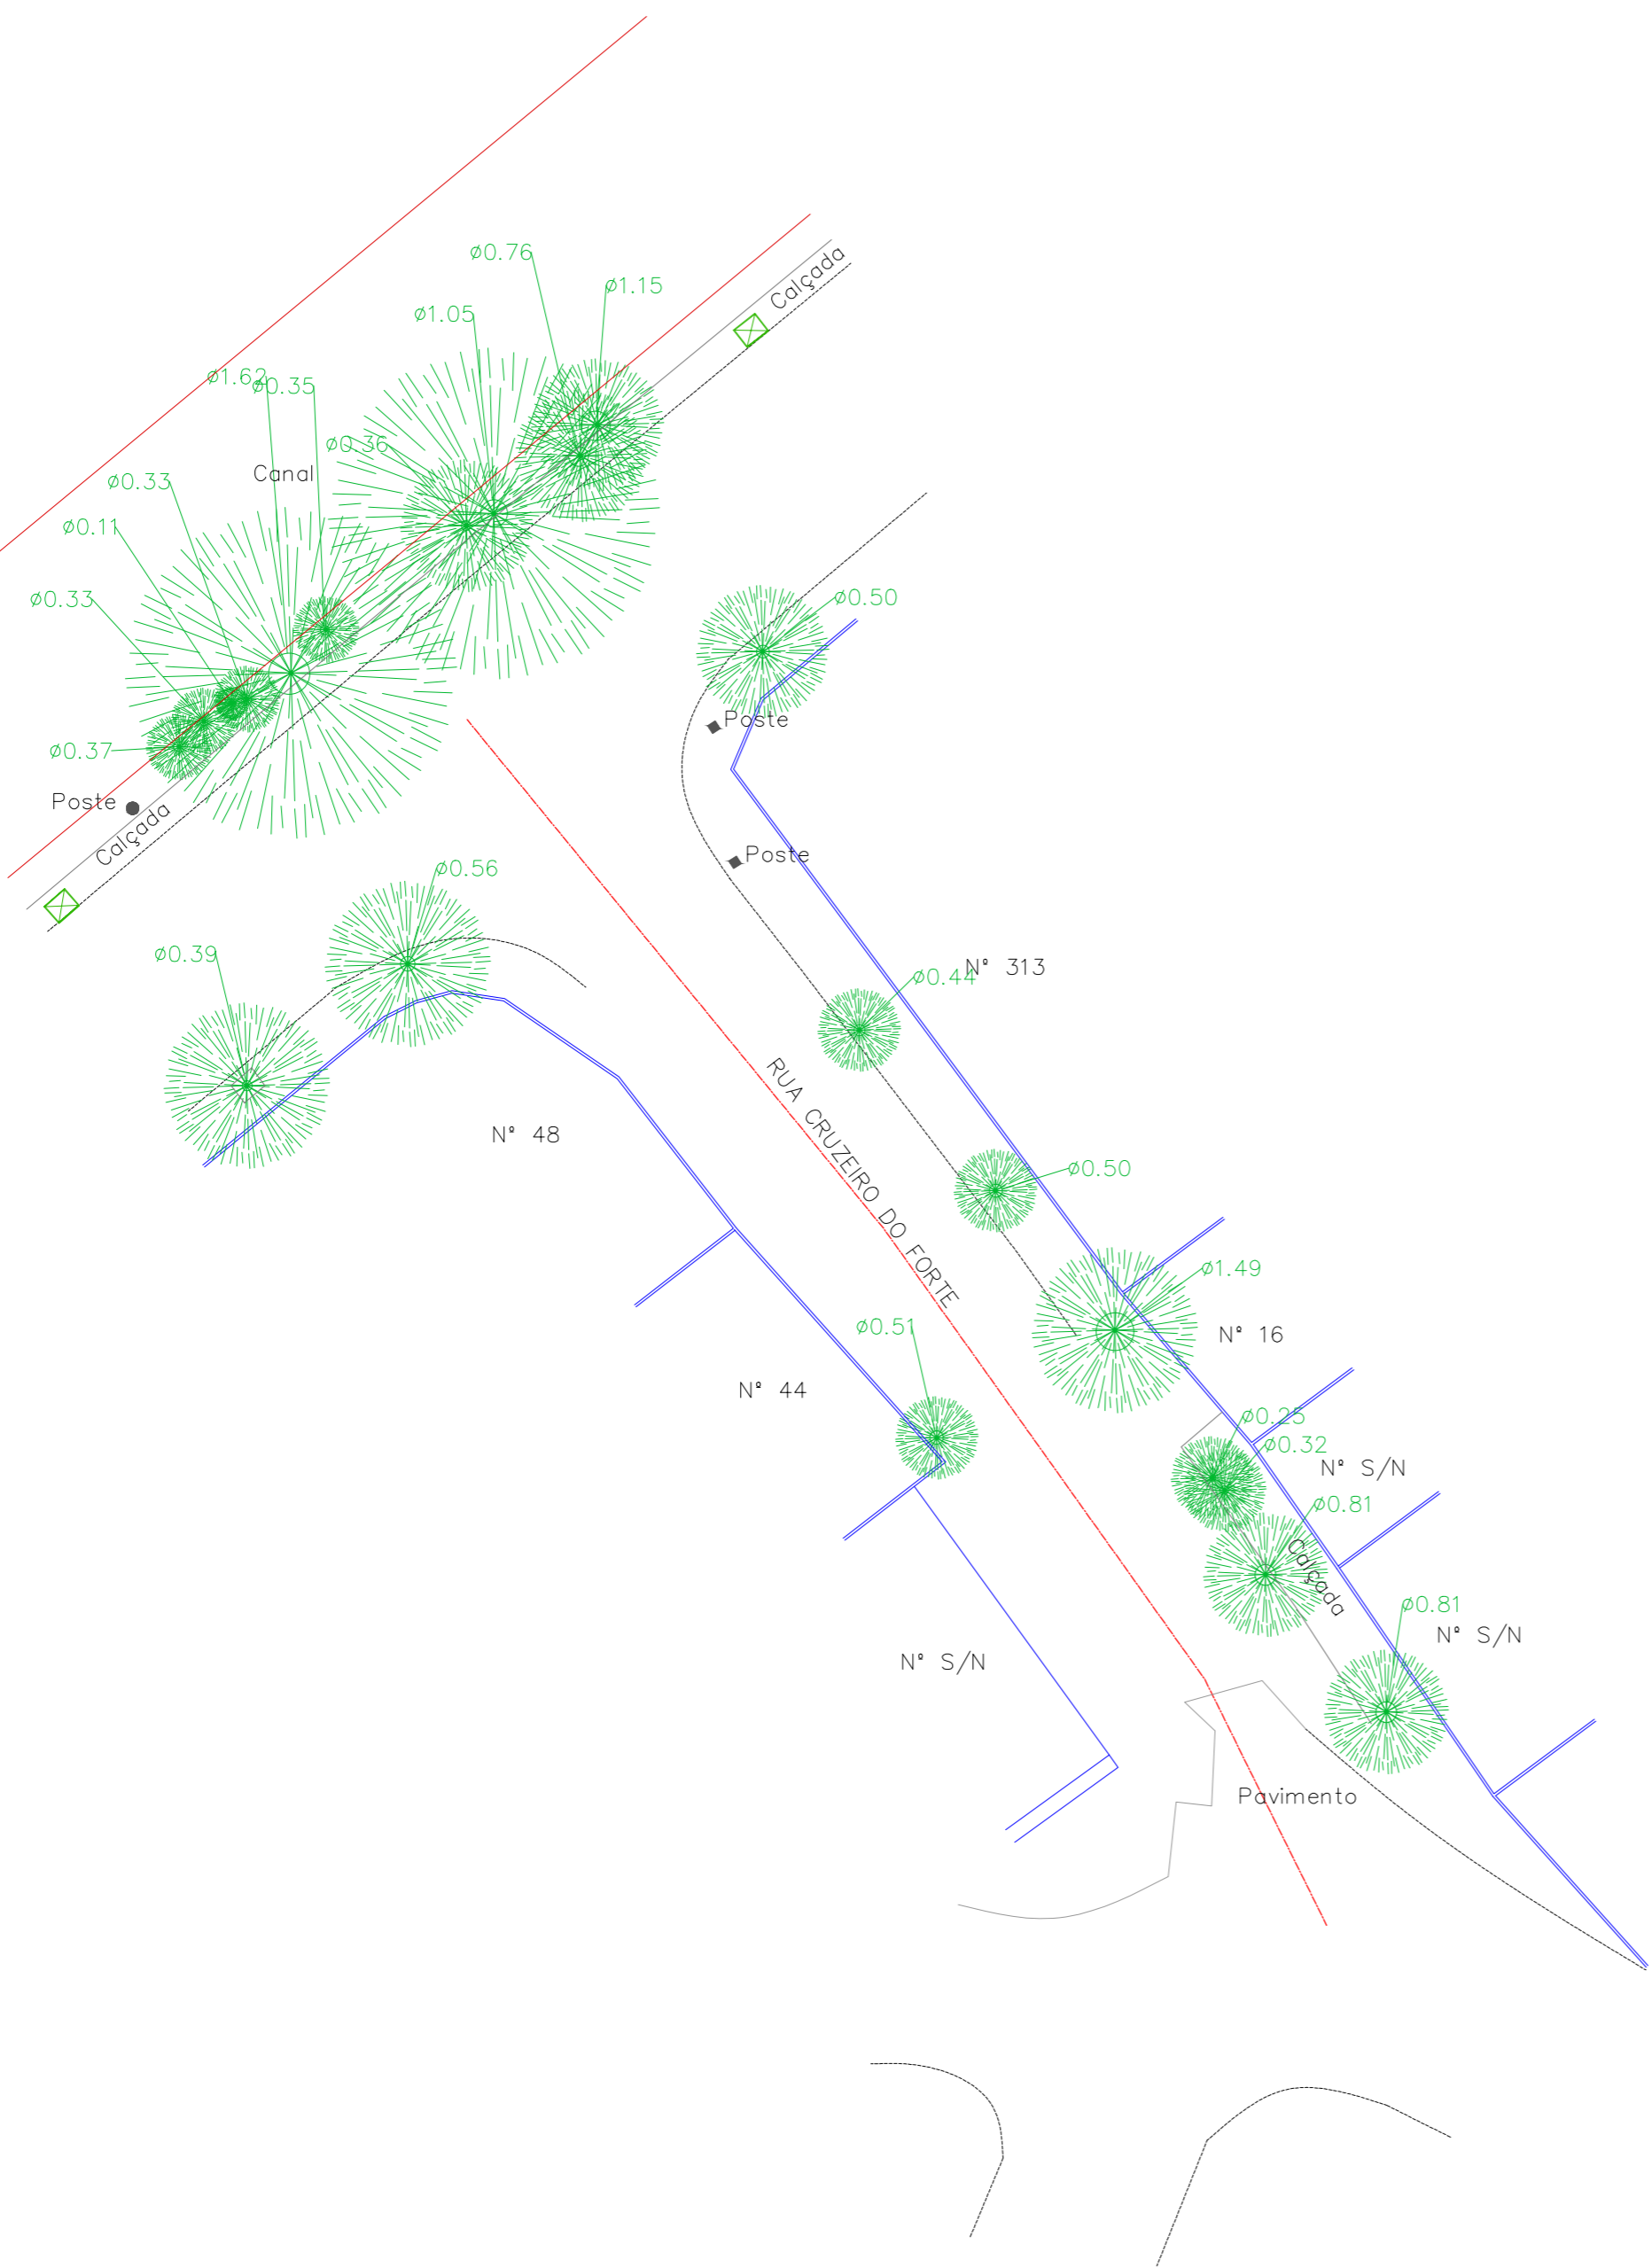 ø0.76
Calçada
ø1.15
ø1.05
ø1.62
ø0.35
ø0.36
Canal
ø0.33
ø0.11
ø0.33
ø0.50
Poste
ø0.37
Poste
Calçada
Poste
ø0.56
ø0.39
N° 313
ø0.44
RUA CRUZEIRO DO FORTE
N° 48
ø0.50
ø1.49
ø0.51
N° 16
N° 44
ø0.25
ø0.32
N° S/N
ø0.81
Calçada
ø0.81
N° S/N
N° S/N
Pavimento